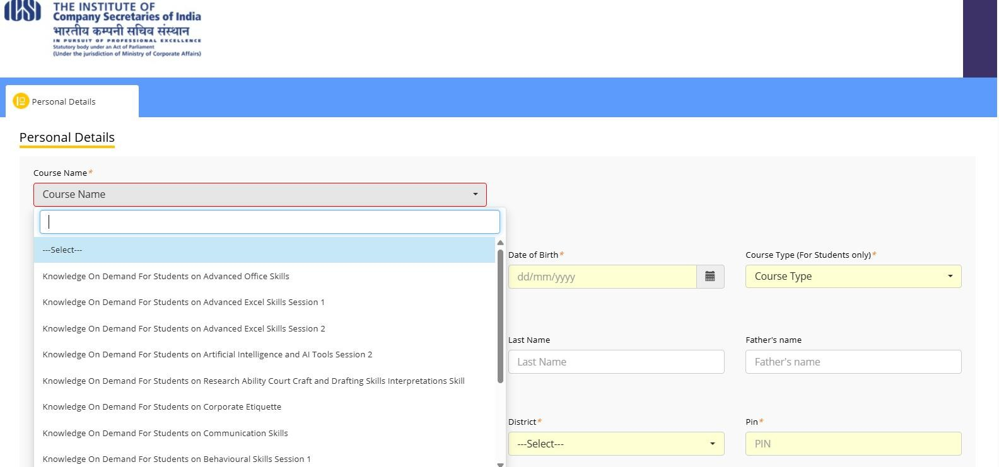 ICSI
THE INSTITUTE OF
Company Secretaries of India
भारतीय कम्पनी सचिव संस्थान
IN PURSUIT OF PROFESSIONAL EXCELLENCE
Statutory body under an Act of Parliament
(Under the jurisdiction of Ministry of Corporate Affairs)
Personal Details
Personal Details
Course Name*
Course Name
---Select---
Knowledge On Demand For Students on Advanced Office Skills
Knowledge On Demand For Students on Advanced Excel Skills Session 1
Knowledge On Demand For Students on Advanced Excel Skills Session 2
Knowledge On Demand For Students on Artificial Intelligence and AI Tools Session 2
Knowledge On Demand For Students on Research Ability Court Craft and Drafting Skills Interpretations Skill
Knowledge On Demand For Students on Corporate Etiquette
Knowledge On Demand For Students on Communication Skills
Knowledge On Demand For Students on Behavioural Skills Session 1
Date of Birth* Course Type (For Students only)*
dd/mm/yyyy Course Type
Last Name Father's name
Last Name Father's name
District* Pin*
---Select--- PIN